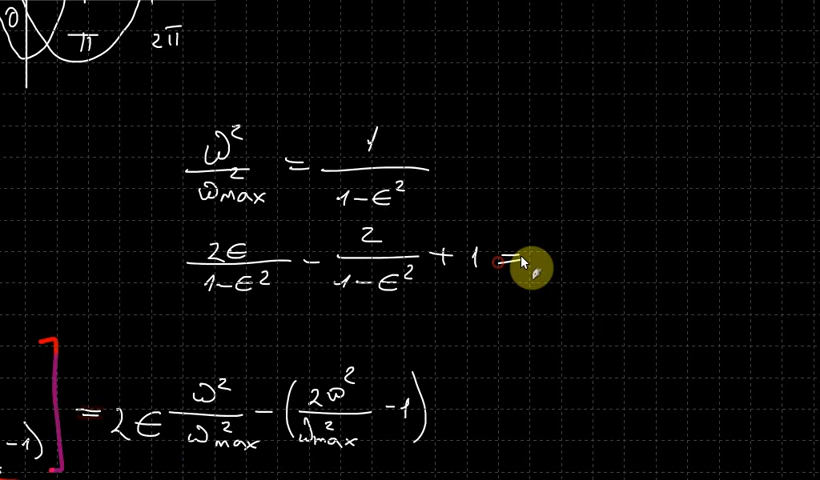 0 π 2π
ω² / ω²max = 1 / 1-ϵ²
2ϵ / 1-ϵ² - 2 / 1-ϵ² + 1 =
-1) ] = 2ϵ ω² / ω²max - (2ω² / ω²max - 1)